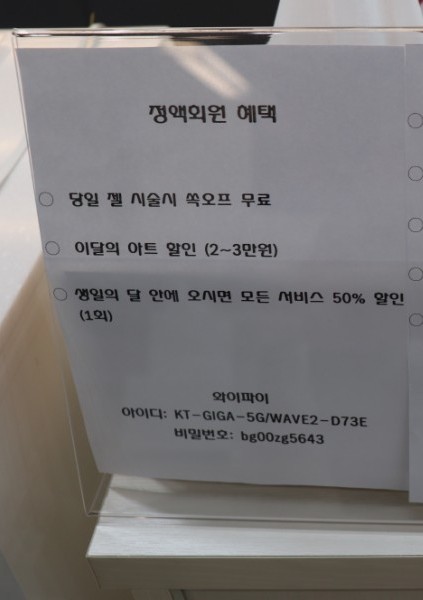 정액회원 혜택
○ 당일 젤 시술시 쏙오프 무료
○ 이달의 아트 할인 (2~3만원)
○ 생일의 달 안에 오시면 모든 서비스 50% 할인
(1회)
와이파이
아이디: KT-GIGA-5G/WAVE2-D73E
비밀번호: bg00zg5643